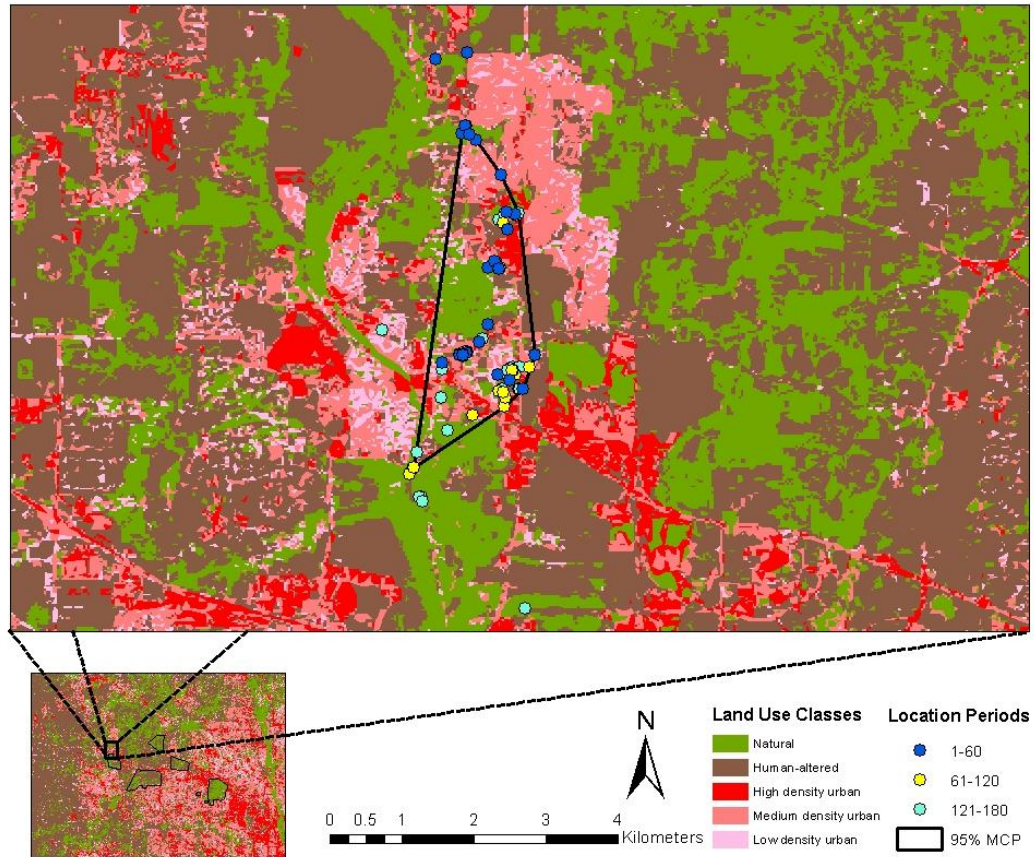 N
Land Use Classes
Natural
Human-altered
High density urban
Medium density urban
Low density urban
Location Periods
1-60
61-120
121-180
95% MCP
0 0.5 1 2 3 4
Kilometers